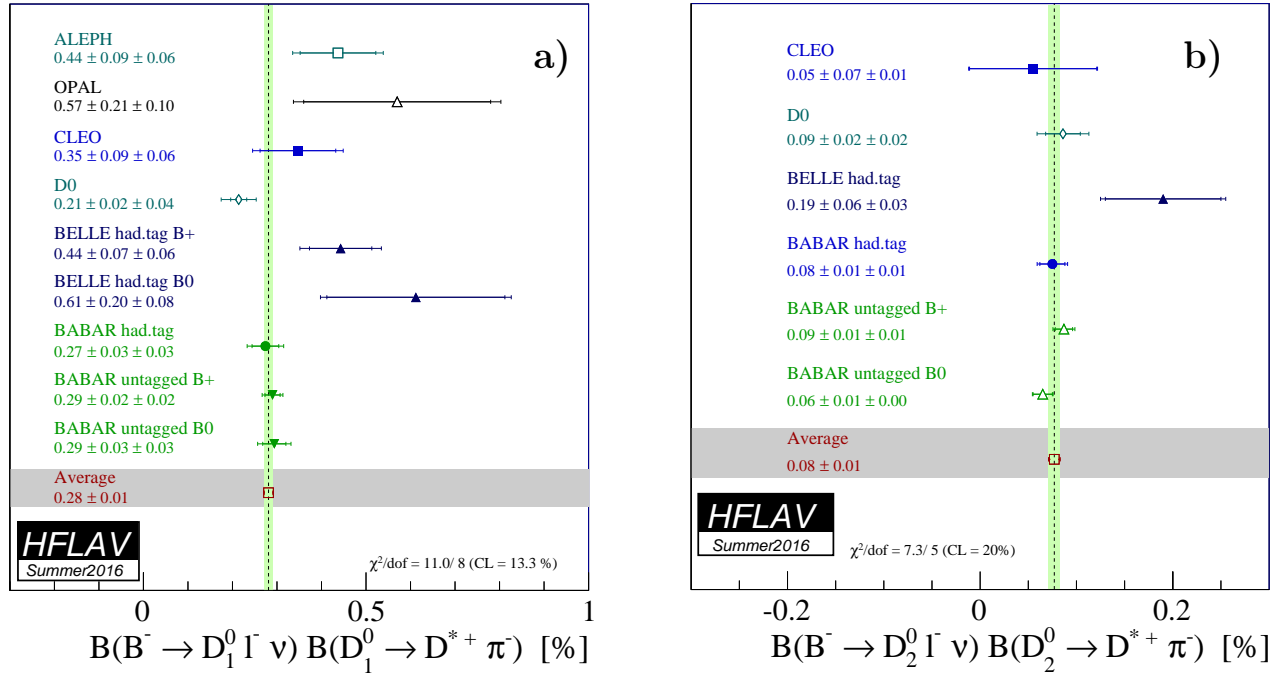 a)
ALEPH
0.44 ± 0.09 ± 0.06
OPAL
0.57 ± 0.21 ± 0.10
CLEO
0.35 ± 0.09 ± 0.06
D0
0.21 ± 0.02 ± 0.04
BELLE had.tag B+
0.44 ± 0.07 ± 0.06
BELLE had.tag B0
0.61 ± 0.20 ± 0.08
BABAR had.tag
0.27 ± 0.03 ± 0.03
BABAR untagged B+
0.29 ± 0.02 ± 0.02
BABAR untagged B0
0.29 ± 0.03 ± 0.03
Average
0.28 ± 0.01
HFLAV
Summer2016
χ²/dof = 11.0/ 8 (CL = 13.3 %)
0 0.5 1
B(B⁻ → D₁⁰ l⁻ ν) B(D₁⁰ → D*⁺ π⁻) [%]
b)
CLEO
0.05 ± 0.07 ± 0.01
D0
0.09 ± 0.02 ± 0.02
BELLE had.tag
0.19 ± 0.06 ± 0.03
BABAR had.tag
0.08 ± 0.01 ± 0.01
BABAR untagged B+
0.09 ± 0.01 ± 0.01
BABAR untagged B0
0.06 ± 0.01 ± 0.00
Average
0.08 ± 0.01
HFLAV
Summer2016
χ²/dof = 7.3/ 5 (CL = 20%)
-0.2 0 0.2
B(B⁻ → D₂⁰ l⁻ ν) B(D₂⁰ → D*⁺ π⁻) [%]